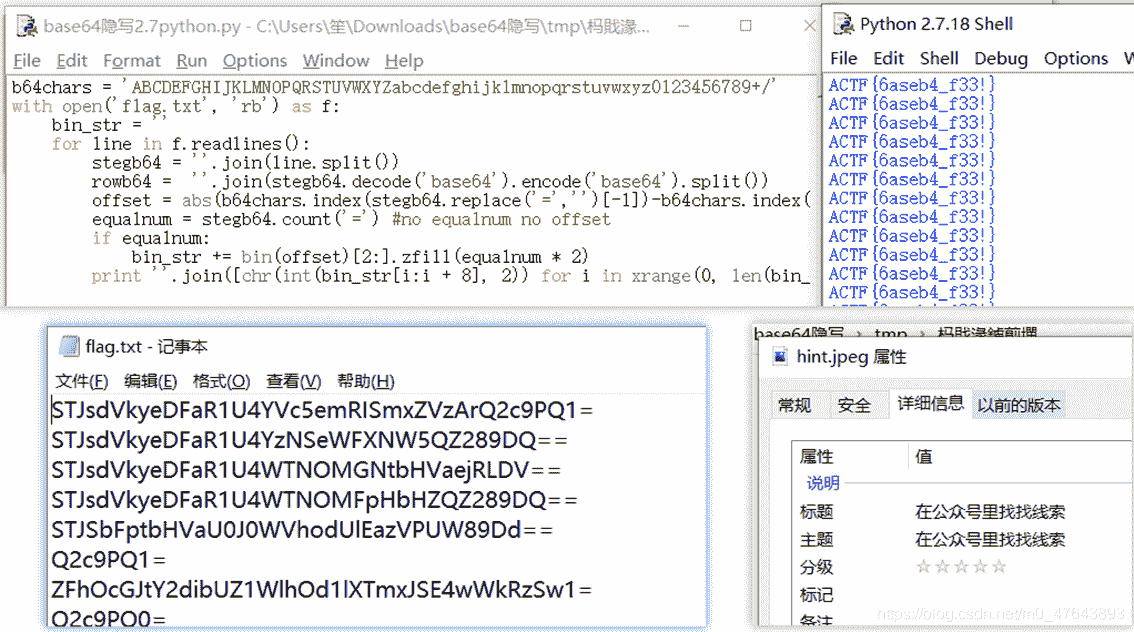 base64隐写2.7python.py - C:\Users\笙\Downloads\base64隐写\tmp\杩戝湪...
File Edit Format Run Options Window Help
b64chars = 'ABCDEFGHIJKLMNOPQRSTUVWXYZabcdefghijklmnopqrstuvwxyz0123456789+/'
with open('flag.txt', 'rb') as f:
    bin_str = ''
    for line in f.readlines():
        stegb64 = ''.join(line.split())
        rowb64 = ''.join(stegb64.decode('base64').encode('base64').split())
        offset = abs(b64chars.index(stegb64.replace('=','')[-1])-b64chars.index(
        equalnum = stegb64.count('=') #no equalnum no offset
        if equalnum:
            bin_str += bin(offset)[2:].zfill(equalnum * 2)
        print ''.join([chr(int(bin_str[i:i + 8], 2)) for i in xrange(0, len(bin_
Python 2.7.18 Shell
File Edit Shell Debug Options W
ACTF{6aseb4_f33!}
ACTF{6aseb4_f33!}
ACTF{6aseb4_f33!}
ACTF{6aseb4_f33!}
ACTF{6aseb4_f33!}
ACTF{6aseb4_f33!}
ACTF{6aseb4_f33!}
ACTF{6aseb4_f33!}
ACTF{6aseb4_f33!}
ACTF{6aseb4_f33!}
ACTF{6aseb4_f33!}
ACTF{6aseb4_f33!}
flag.txt - 记事本
文件(F) 编辑(E) 格式(O) 查看(V) 帮助(H)
STJsdVkyeDFaR1U4YVc5emRISmxZVzArQ2c9PQ1=
STJsdVkyeDFaR1U4YzNSeWFXNW5QZ289DQ==
STJsdVkyeDFaR1U4WTNOMGNtbHVaejRLDV==
STJsdVkyeDFaR1U4WTNOMFpHbHZQZ289DQ==
STJSbFptbHVaU0J0WVhodUlEazVPUW89Dd==
Q2c9PQ1=
ZFhOcGJtY2dibUZ1WlhOd1lXTmxJSE4wWkRzSw1=
Q2c9PQ0=
base64隐写 › tmp ›
hint.jpeg 属性
常规 安全 详细信息 以前的版本
属性 值
说明
标题 在公众号里找找线索
主题 在公众号里找找线索
分级 ☆☆☆☆☆
标记
备注
https://blog.csdn.net/m0_47643893